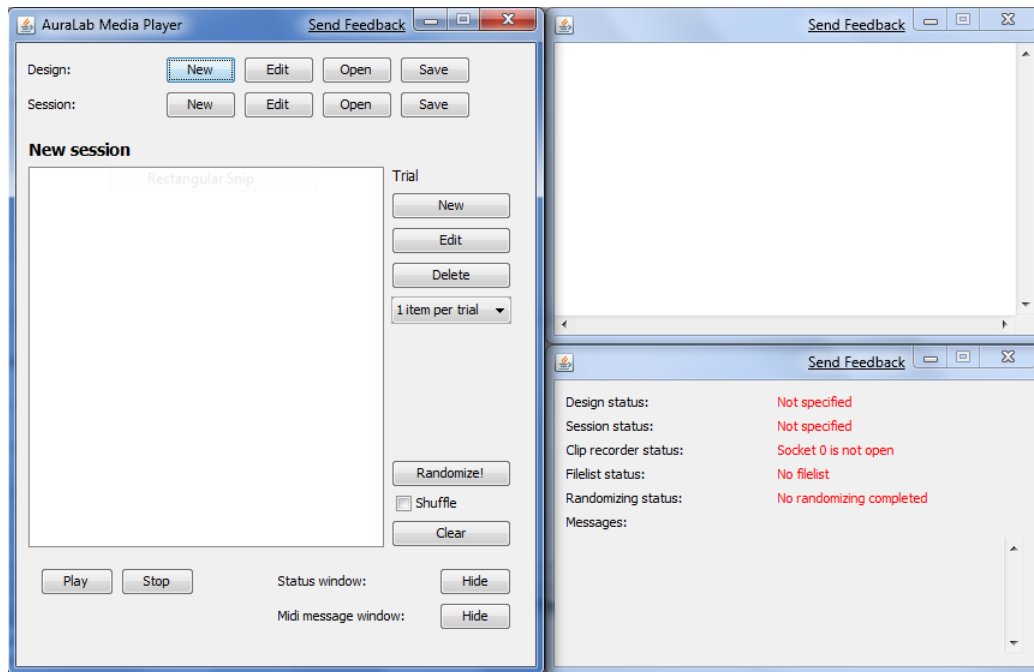 AuraLab Media Player Send Feedback
Design: New Edit Open Save
Session: New Edit Open Save
New session
Rectangular Snip
Trial
New
Edit
Delete
1 item per trial
Randomize!
Shuffle
Clear
Play Stop Status window: Hide
Midi message window: Hide
Send Feedback
Send Feedback
Design status: Not specified
Session status: Not specified
Clip recorder status: Socket 0 is not open
Filelist status: No filelist
Randomizing status: No randomizing completed
Messages: